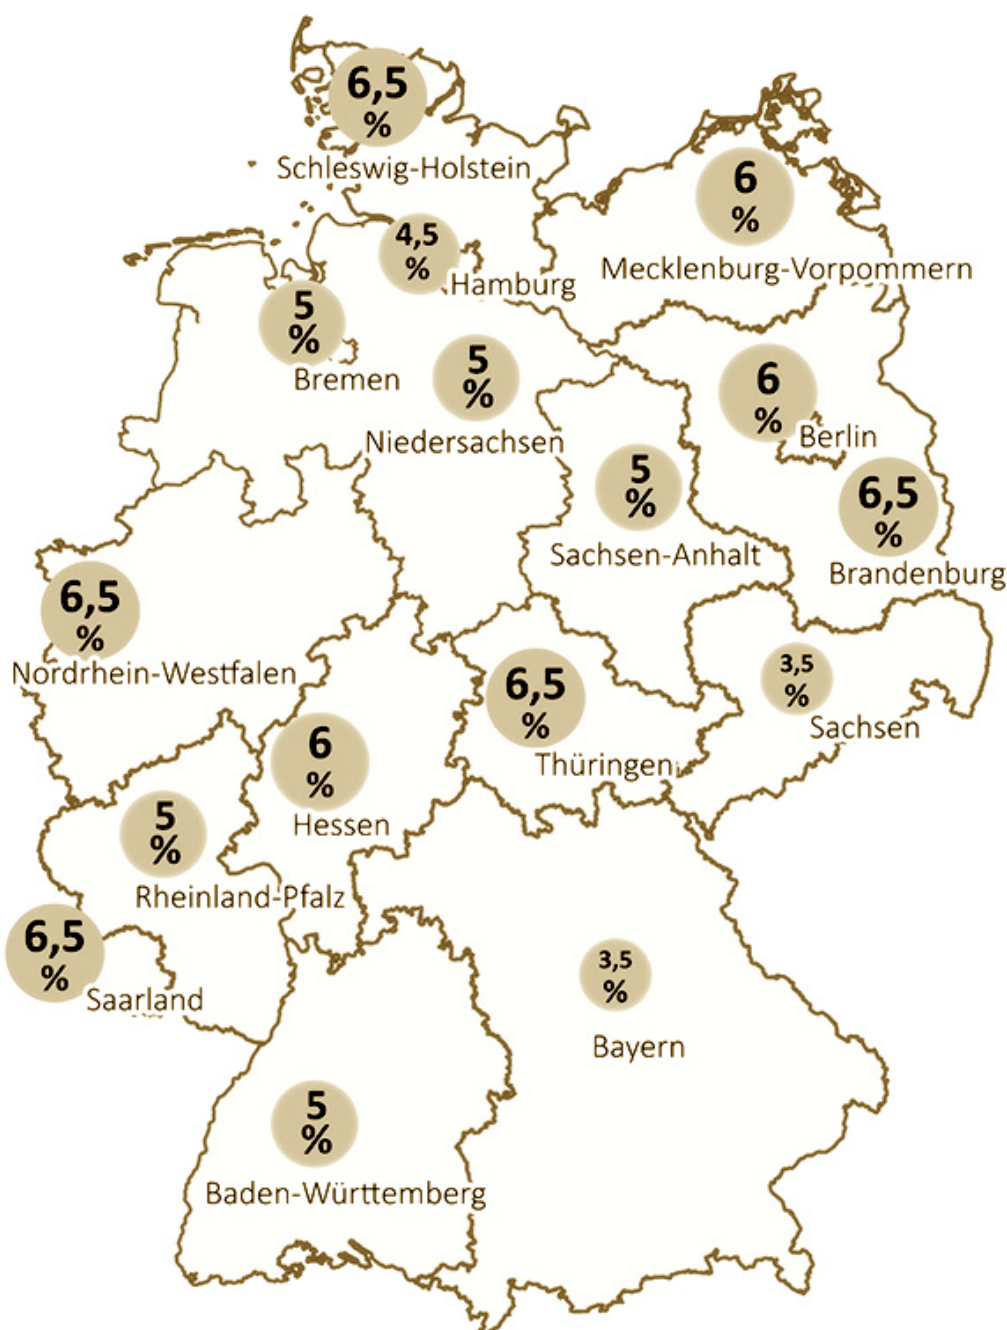 6,5
%
Schleswig-Holstein
6
%
Mecklenburg-Vorpommern
4,5
%
Hamburg
5
%
Bremen
5
%
Niedersachsen
6
%
Berlin
5
%
Sachsen-Anhalt
6,5
%
Brandenburg
6,5
%
Nordrhein-Westfalen
6,5
%
Thüringen
3,5
%
Sachsen
6
%
Hessen
5
%
Rheinland-Pfalz
6,5
%
Saarland
3,5
%
Bayern
5
%
Baden-Württemberg